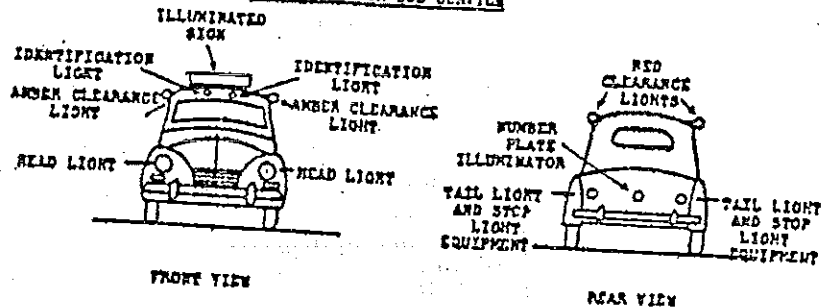 ILLUMINATED
SIGN
IDENTIFICATION
LIGHT
IDENTIFICATION
LIGHT
AMBER CLEARANCE
LIGHT
AMBER CLEARANCE
LIGHT
HEAD LIGHT
HEAD LIGHT
FRONT VIEW
RED
CLEARANCE
LIGHTS
NUMBER
PLATE
ILLUMINATOR
TAIL LIGHT
AND STOP
LIGHT
EQUIPMENT
TAIL LIGHT
AND STOP
LIGHT
EQUIPMENT
REAR VIEW